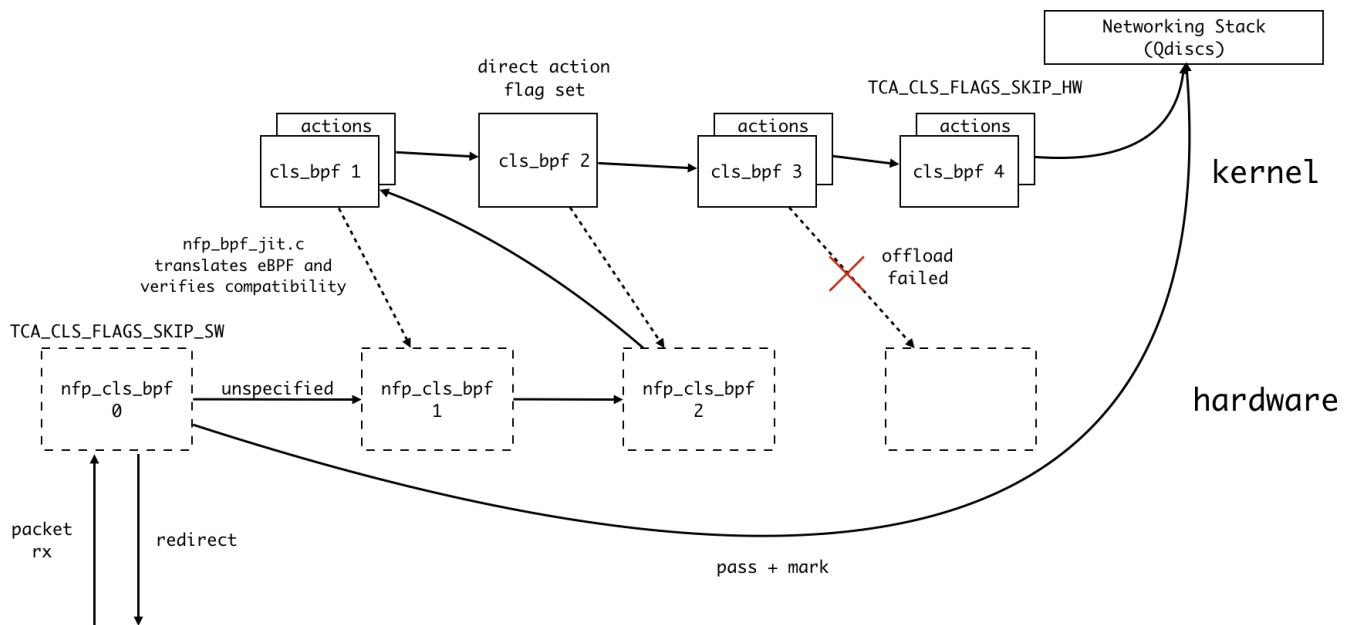 Networking Stack
(Qdiscs)
direct action
flag set
TCA_CLS_FLAGS_SKIP_HW
actions
cls_bpf 1
cls_bpf 2
actions
cls_bpf 3
actions
cls_bpf 4
kernel
nfp_bpf_jit.c
translates eBPF and
verifies compatibility
offload
failed
TCA_CLS_FLAGS_SKIP_SW
nfp_cls_bpf
0
unspecified
nfp_cls_bpf
1
nfp_cls_bpf
2
hardware
packet
rx
redirect
pass + mark